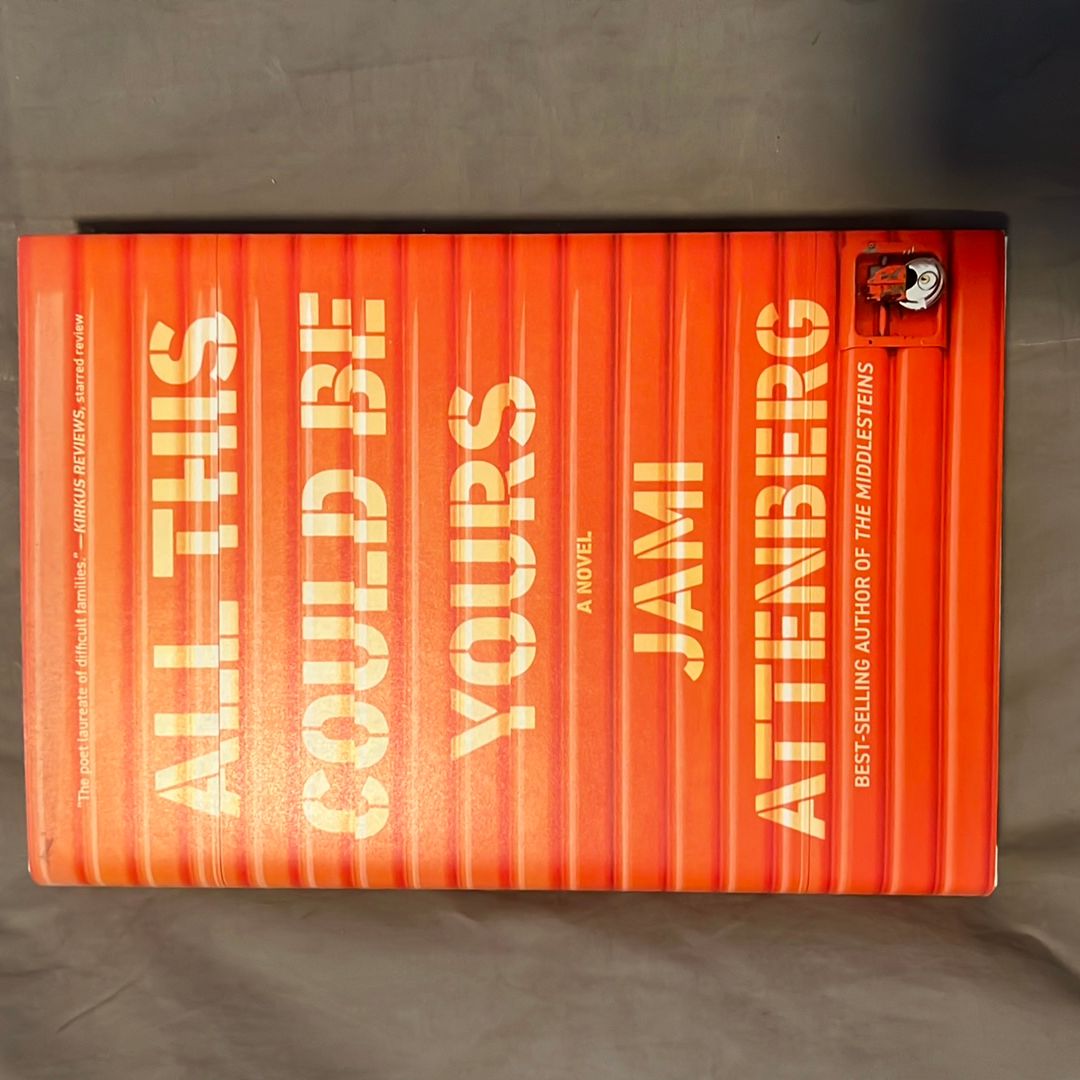 "The poet laureate of difficult families." —KIRKUS REVIEWS, starred review
ALL THIS
COULD BE
YOURS
A NOVEL
JAMI
ATTENBERG
BEST-SELLING AUTHOR OF THE MIDDLESTEINS